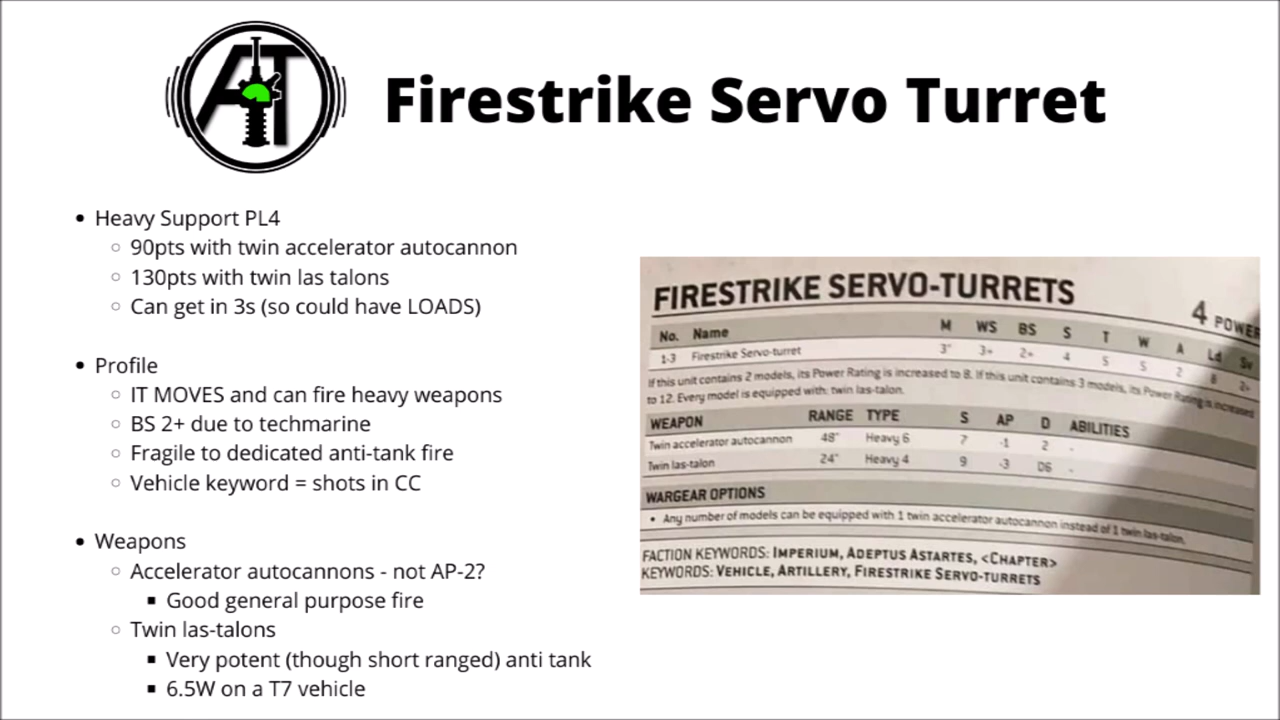 AT
Firestrike Servo Turret
• Heavy Support PL4
○ 90pts with twin accelerator autocannon
○ 130pts with twin las talons
○ Can get in 3s (so could have LOADS)
• Profile
○ IT MOVES and can fire heavy weapons
○ BS 2+ due to techmarine
○ Fragile to dedicated anti-tank fire
○ Vehicle keyword = shots in CC
• Weapons
○ Accelerator autocannons - not AP-2?
▪ Good general purpose fire
○ Twin las-talons
▪ Very potent (though short ranged) anti tank
▪ 6.5W on a T7 vehicle
FIRESTRIKE SERVO-TURRETS
4 POWER
No. Name M WS BS S T W A Ld Sv
1-3 Firestrike Servo-turret 3" 3+ 2+ 4 5 5 2 8 2+
If this unit contains 2 models, its Power Rating is increased to 8. If this unit contains 3 models, its Power Rating is increased
to 12. Every model is equipped with: twin las-talon.
WEAPON RANGE TYPE S AP D ABILITIES
Twin accelerator autocannon 48" Heavy 6 7 -1 2 -
Twin las-talon 24" Heavy 4 9 -3 D6 -
WARGEAR OPTIONS
• Any number of models can be equipped with 1 twin accelerator autocannon instead of 1 twin las-talon.
FACTION KEYWORDS: IMPERIUM, ADEPTUS ASTARTES, <CHAPTER>
KEYWORDS: VEHICLE, ARTILLERY, FIRESTRIKE SERVO-TURRETS